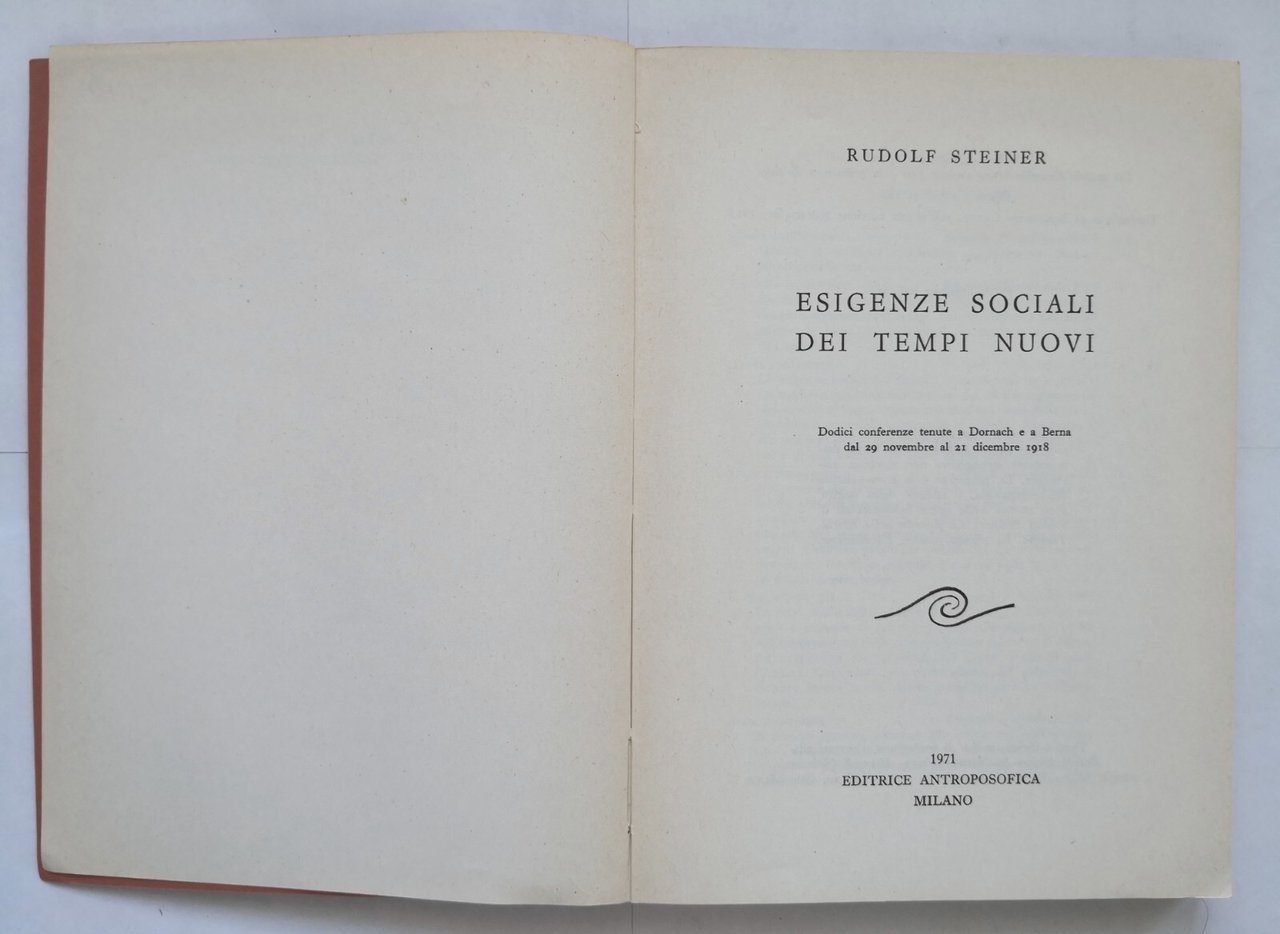 RUDOLF STEINER
ESIGENZE SOCIALI
DEI TEMPI NUOVI
Dodici conferenze tenute a Dornach e a Berna
dal 29 novembre al 21 dicembre 1918
1971
EDITRICE ANTROPOSOFICA
MILANO